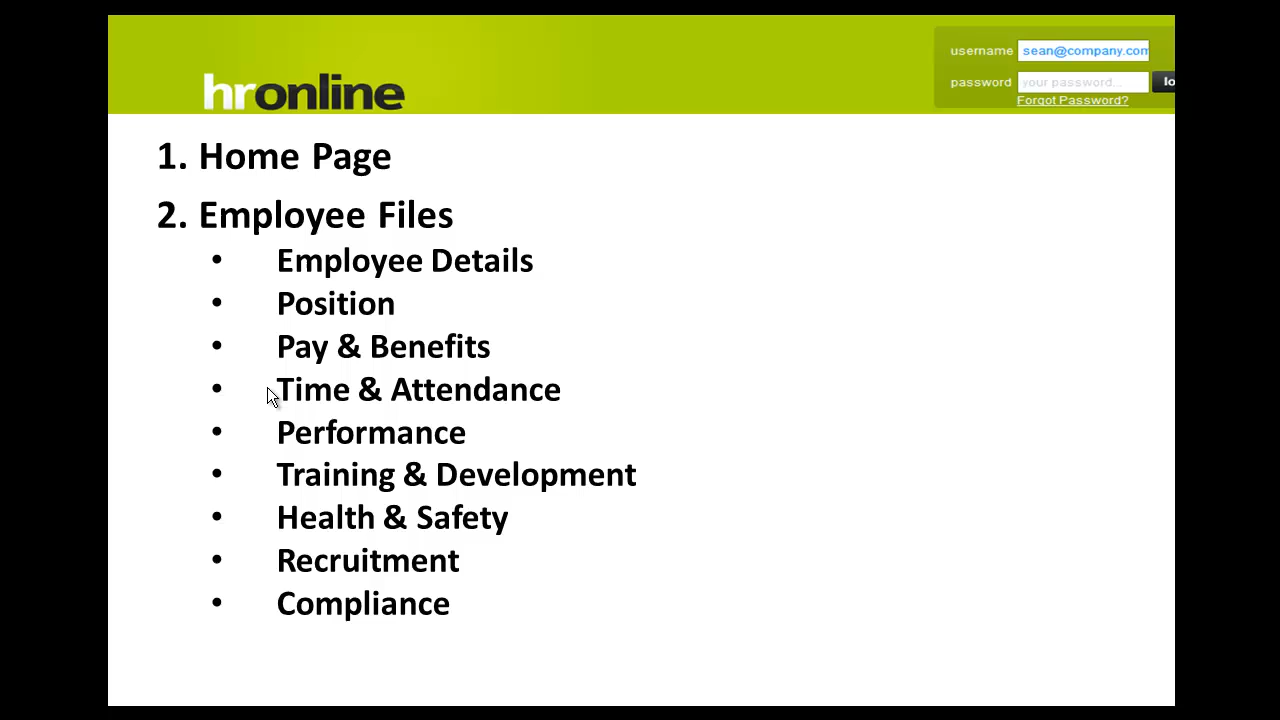 username sean@company.com
password your password...
Forgot Password?
hronline
1. Home Page
2. Employee Files
• Employee Details
• Position
• Pay & Benefits
• Time & Attendance
• Performance
• Training & Development
• Health & Safety
• Recruitment
• Compliance